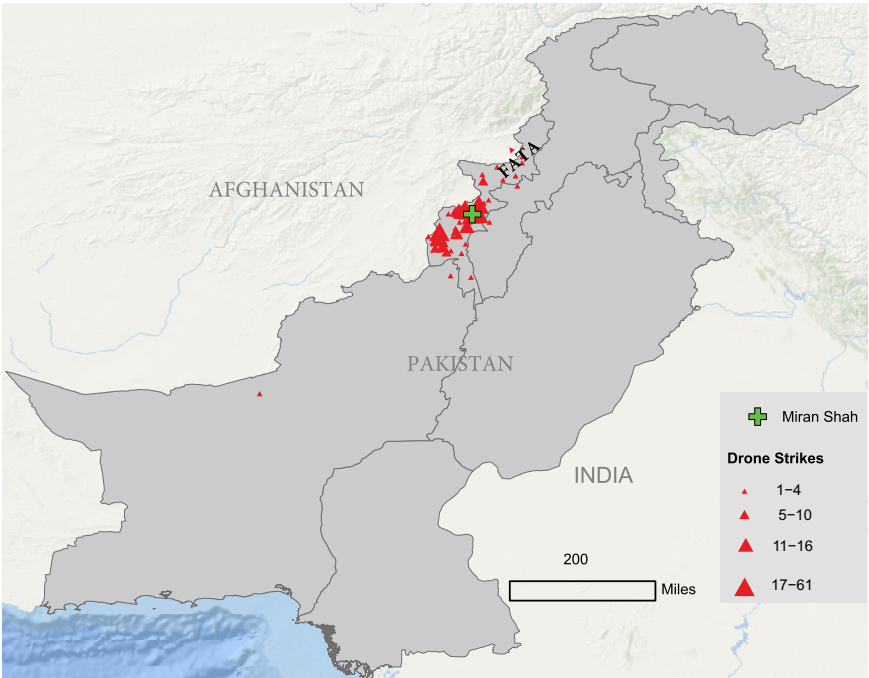 FATA
AFGHANISTAN
PAKISTAN
INDIA
200
Miles
Miran Shah
Drone Strikes
1−4
5−10
11−16
17−61